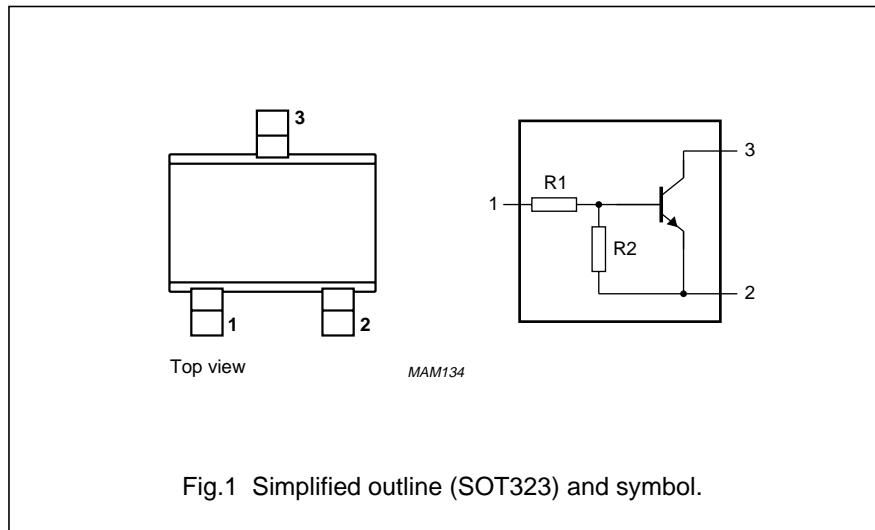 3
1
2
Top view
MAM134
R1
1
R2
3
2
Fig.1 Simplified outline (SOT323) and symbol.